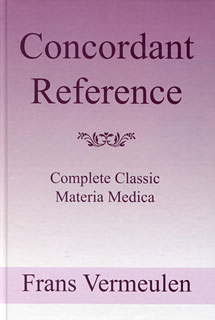 Concordant
Reference
Complete Classic
Materia Medica
Frans Vermeulen